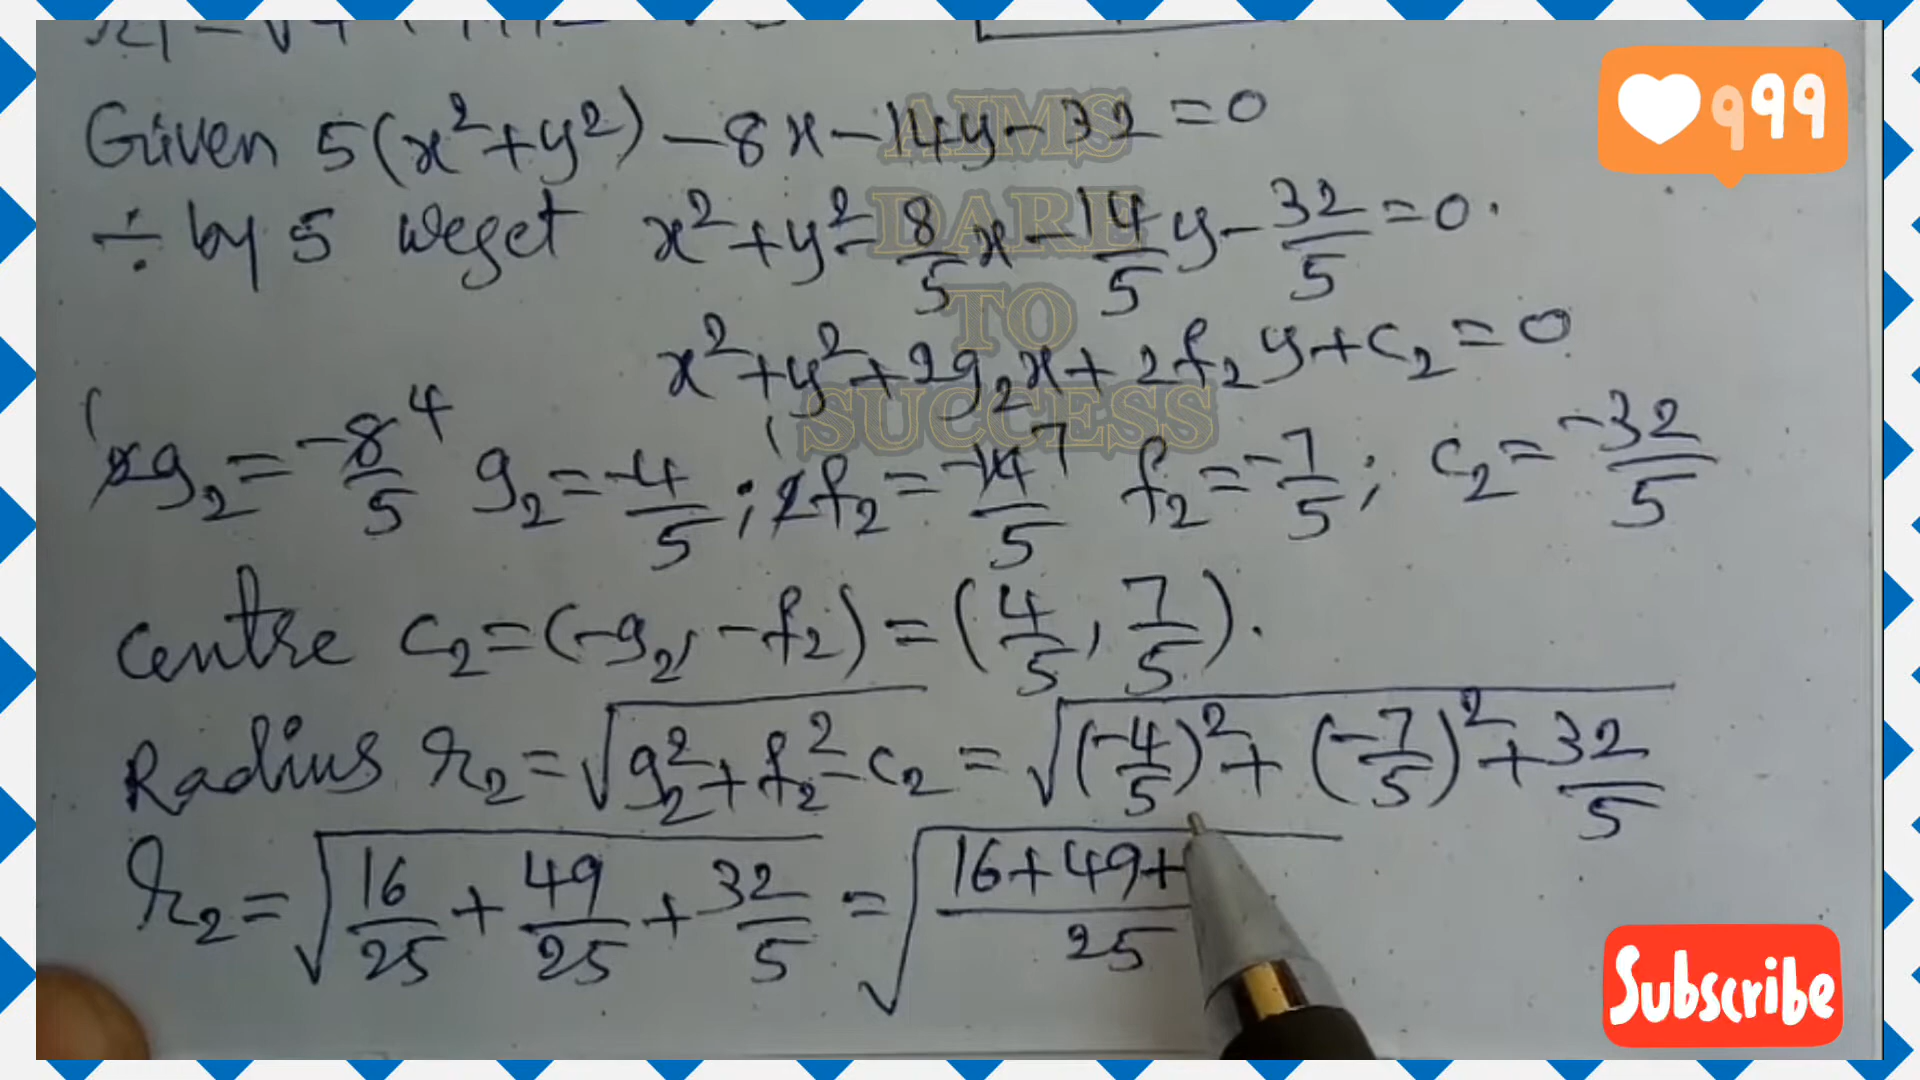 Given 5(x²+y²)-8x-14y-32=0
÷ by 5 we get x²+y²-8/5x-14/5y-32/5=0.
x²+y²+2g₂x+2f₂y+c₂=0
2g₂=-8/5 4 g₂=-4/5; 2f₂=-14/5 7 f₂=-7/5; c₂=-32/5
Centre c₂=(-g₂,-f₂)=(4/5,7/5).
Radius r₂=√(g₂²+f₂²-c₂)=√((-4/5)²+(-7/5)²+32/5)
r₂=√(16/25+49/25+32/5)=√((16+49+)/25)
AIMS
DARE
TO
SUCCESS
999
Subscribe